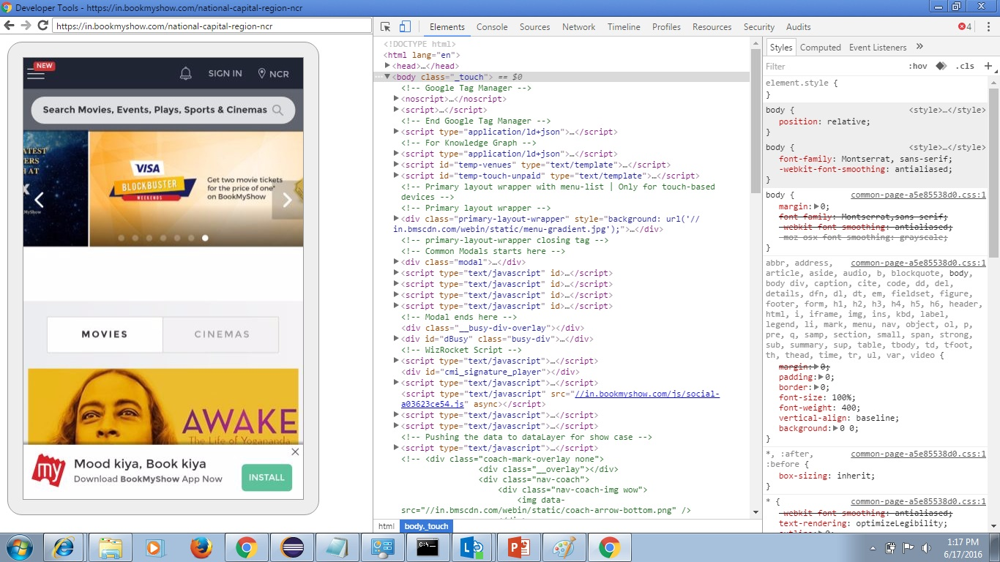 Developer Tools - https://in.bookmyshow.com/national-capital-region-ncr
https://in.bookmyshow.com/national-capital-region-ncr
NEW
SIGN IN
NCR
Search Movies, Events, Plays, Sports & Cinemas
VISA
BLOCKBUSTER
WEEKENDS
Get two movie tickets
for the price of one*
on BookMyShow
MOVIES
CINEMAS
AWAKE
The Life of Yogananda
my
Mood kiya, Book kiya
Download BookMyShow App Now
INSTALL
Elements Console Sources Network Timeline Profiles Resources Security Audits
4
<!DOCTYPE html>
<html lang="en">
<head>…</head>
<body class="_touch"> == $0
<!-- Google Tag Manager -->
<noscript>…</noscript>
<script>…</script>
<!-- End Google Tag Manager -->
<script type="application/ld+json">…</script>
<!-- For Knowledge Graph -->
<script type="application/ld+json">…</script>
<script id="temp-venues" type="text/template">…</script>
<script id="temp-touch-unpaid" type="text/template">…</script>
<!-- Primary layout wrapper with menu-list | Only for touch-based
devices -->
<!-- Primary layout wrapper -->
<div class="primary-layout-wrapper" style="background: url('//
in.bmscdn.com/webin/static/menu-gradient.jpg');">…</div>
<!-- primary-layout-wrapper closing tag -->
<!-- Common Modals starts here -->
<div class="modal">…</div>
<script type="text/javascript" id>…</script>
<script type="text/javascript" id>…</script>
<script type="text/javascript" id>…</script>
<script type="text/javascript" id>…</script>
<!-- Modal ends here -->
<div class="__busy-div-overlay"></div>
<div id="dBusy" class="busy-div">…</div>
<!-- WizRocket Script -->
<script type="text/javascript">…</script>
<div id="cmi_signature_player"></div>
<script type="text/javascript">…</script>
<script type="text/javascript" src="//in.bookmyshow.com/js/social-
a03623ce54.js" async></script>
<script type="text/javascript">…</script>
<script type="text/javascript">…</script>
<!-- Pushing the data to dataLayer for show case -->
<script type="text/javascript">…</script>
<!-- <div class="coach-mark-overlay none">
<div class="__overlay"></div>
<div class="nav-coach">
<div class="nav-coach-img wow">
<img data-
src="//in.bmscdn.com/webin/static/coach-arrow-bottom.png" />
html body._touch
Styles Computed Event Listeners »
Filter :hov .cls +
element.style {
}
body { <style>…</style>
position: relative;
}
body { <style>…</style>
font-family: Montserrat, sans-serif;
-webkit-font-smoothing: antialiased;
}
body { common-page-a5e85538d0.css:1
margin: 0;
font-family: Montserrat,sans-serif;
-webkit-font-smoothing: antialiased;
-moz-osx-font-smoothing: grayscale;
}
abbr, address, common-page-a5e85538d0.css:1
article, aside, audio, b, blockquote, body,
body div, caption, cite, code, dd, del,
details, dfn, dl, dt, em, fieldset, figure,
footer, form, h1, h2, h3, h4, h5, h6, header,
html, i, iframe, img, ins, kbd, label,
legend, li, mark, menu, nav, object, ol, p,
pre, q, samp, section, small, span, strong,
sub, summary, sup, table, tbody, td, tfoot,
th, thead, time, tr, ul, var, video {
margin: 0;
padding: 0;
border: 0;
font-size: 100%;
font-weight: 400;
vertical-align: baseline;
background: 0 0;
}
*, :after, common-page-a5e85538d0.css:1
:before {
box-sizing: inherit;
}
* { common-page-a5e85538d0.css:1
-webkit-font-smoothing: antialiased;
text-rendering: optimizeLegibility;
1:17 PM
6/17/2016